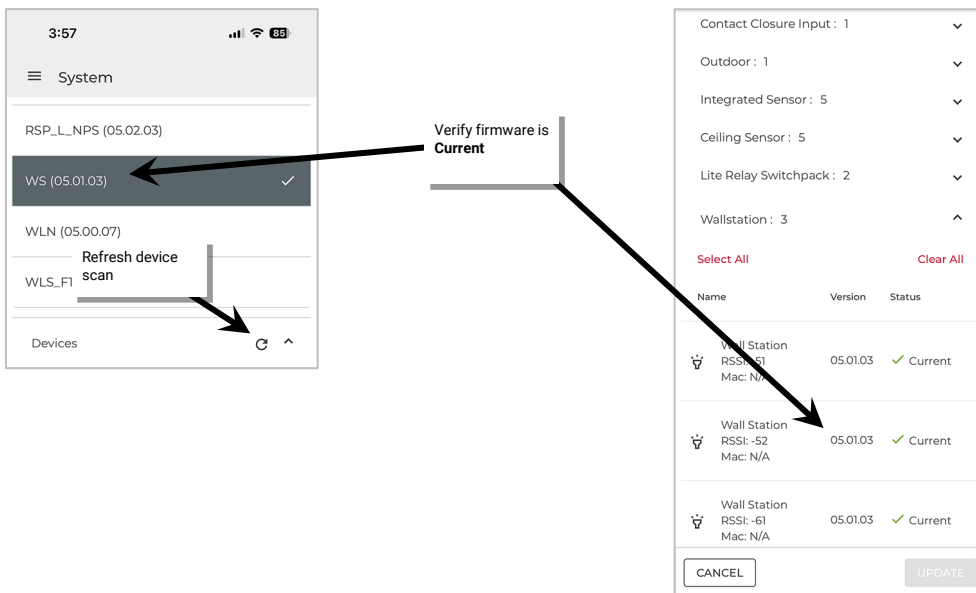 3:57
85
System
RSP_L_NPS (05.02.03)
WS (05.01.03)
WLN (05.00.07)
WLS_F1
Refresh device
scan
Devices
Verify firmware is
Current
Contact Closure Input : 1
Outdoor : 1
Integrated Sensor : 5
Ceiling Sensor : 5
Lite Relay Switchpack : 2
Wallstation : 3
Select All Clear All
Name Version Status
Wall Station
RSSI: -51 05.01.03 Current
Mac: N/A
Wall Station
RSSI: -52 05.01.03 Current
Mac: N/A
Wall Station
RSSI: -61 05.01.03 Current
Mac: N/A
CANCEL UPDATE